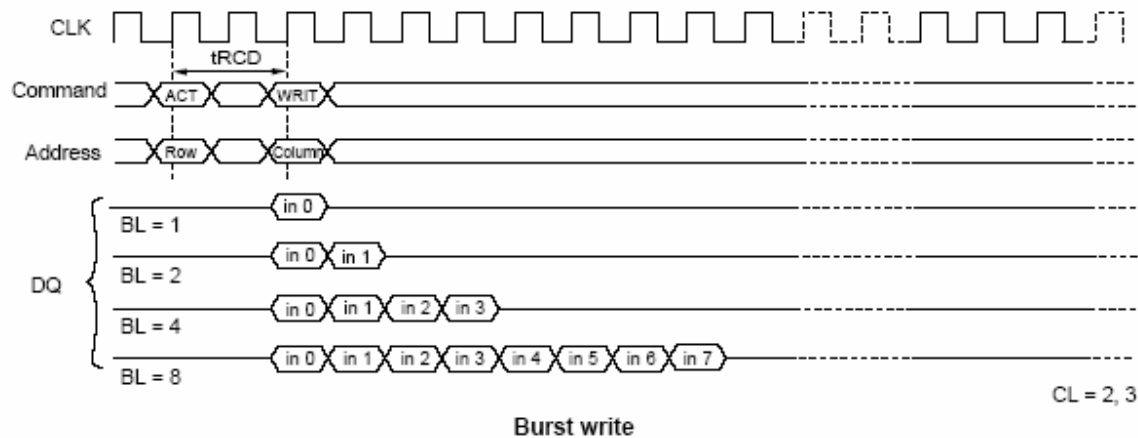 CLK
tRCD
Command ACT WRIT
Address Row Column
in 0
BL = 1
in 0 in 1
BL = 2
DQ
in 0 in 1 in 2 in 3
BL = 4
in 0 in 1 in 2 in 3 in 4 in 5 in 6 in 7
BL = 8
CL = 2, 3
Burst write